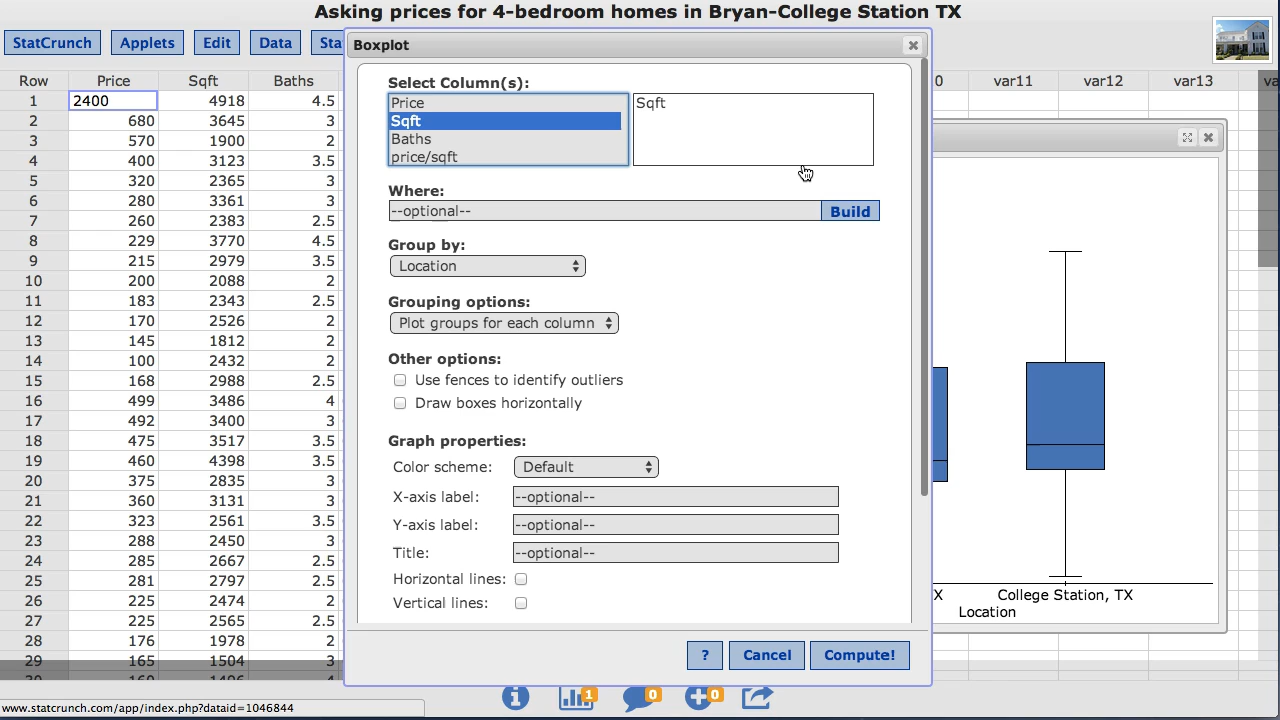 Asking prices for 4-bedroom homes in Bryan-College Station TX
StatCrunch Applets Edit Data Sta
Boxplot
Row Price Sqft Baths 0 var11 var12 var13 va
1 2400 4918 4.5
2 680 3645 3
3 570 1900 2
4 400 3123 3.5
5 320 2365 3
6 280 3361 3
7 260 2383 2.5
8 229 3770 4.5
9 215 2979 3.5
10 200 2088 2
11 183 2343 2.5
12 170 2526 2
13 145 1812 2
14 100 2432 2
15 168 2988 2.5
16 499 3486 4
17 492 3400 3
18 475 3517 3.5
19 460 4398 3.5
20 375 2835 3
21 360 3131 3
22 323 2561 3.5
23 288 2450 3
24 285 2667 2.5
25 281 2797 2.5
26 225 2474 2
27 225 2565 2.5
28 176 1978 2
29 165 1504 3
30 160 1496
Select Column(s):
Price
Sqft
Baths
price/sqft
Sqft
Where:
--optional-- Build
Group by:
Location
Grouping options:
Plot groups for each column
Other options:
Use fences to identify outliers
Draw boxes horizontally
Graph properties:
Color scheme: Default
X-axis label: --optional--
Y-axis label: --optional--
Title: --optional--
Horizontal lines:
Vertical lines:
? Cancel Compute!
X College Station, TX
Location
1 0 0
www.statcrunch.com/app/index.php?dataid=1046844